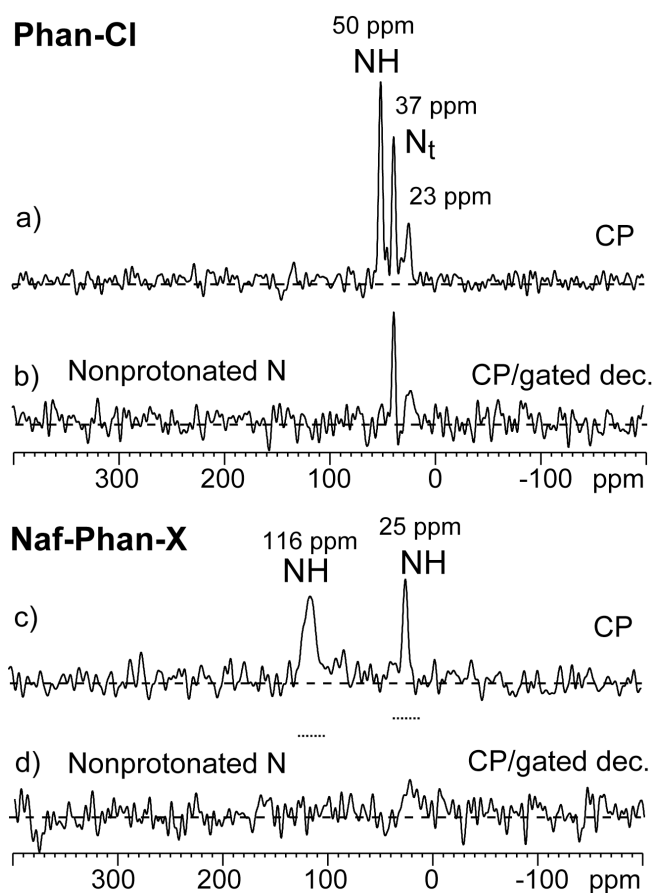 Phan-Cl
50 ppm
NH
37 ppm
Nt
23 ppm
a)
CP
b)
Nonprotonated N
CP/gated dec.
300 200 100 0 -100 ppm
Naf-Phan-X
116 ppm
25 ppm
NH
NH
c)
CP
d)
Nonprotonated N
CP/gated dec.
300 200 100 0 -100 ppm